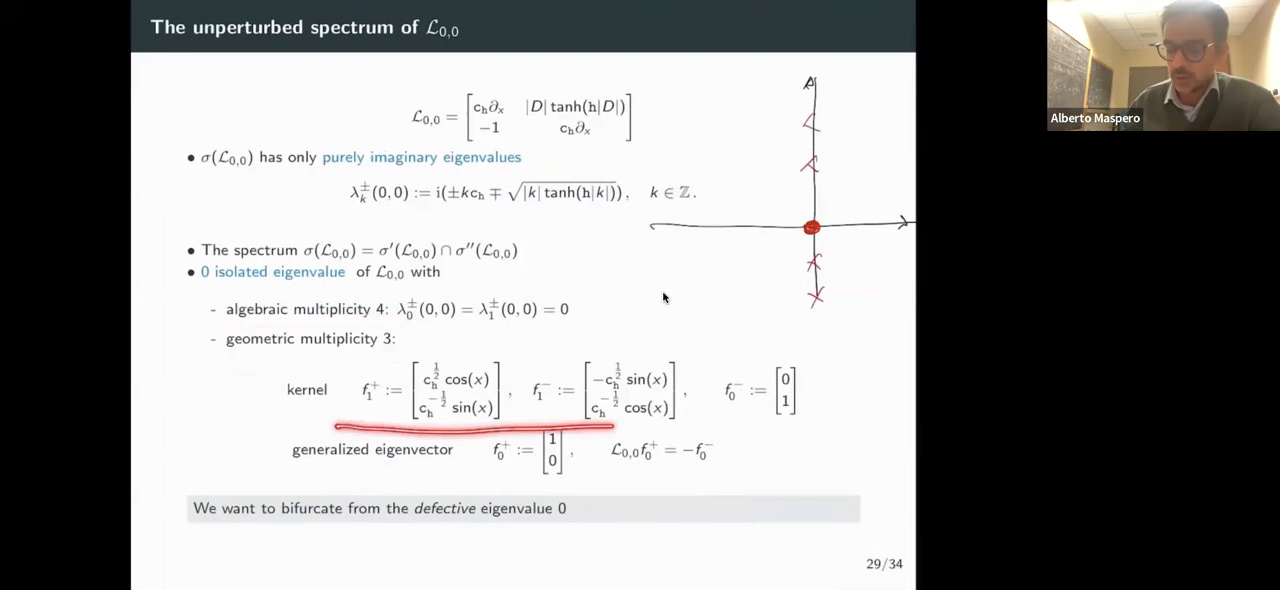 The unperturbed spectrum of ℒ₀,₀
Alberto Maspero
ℒ₀,₀ = [ c_h∂ₓ  |D| tanh(h|D|) ; −1  c_h∂ₓ ]
• σ(ℒ₀,₀) has only purely imaginary eigenvalues
λ_k^±(0,0) := i(±kc_h ∓ √(|k| tanh(h|k|))), k ∈ ℤ.
• The spectrum σ(ℒ₀,₀) = σ′(ℒ₀,₀) ∩ σ″(ℒ₀,₀)
• 0 isolated eigenvalue of ℒ₀,₀ with
- algebraic multiplicity 4: λ₀^±(0,0) = λ₁^±(0,0) = 0
- geometric multiplicity 3:
kernel f₁⁺ := [ c_h^{1/2} cos(x) ; c_h^{-1/2} sin(x) ], f₁⁻ := [ −c_h^{1/2} sin(x) ; c_h^{-1/2} cos(x) ], f₀⁻ := [ 0 ; 1 ]
generalized eigenvector f₀⁺ := [ 1 ; 0 ], ℒ₀,₀f₀⁺ = −f₀⁻
We want to bifurcate from the defective eigenvalue 0
29/34